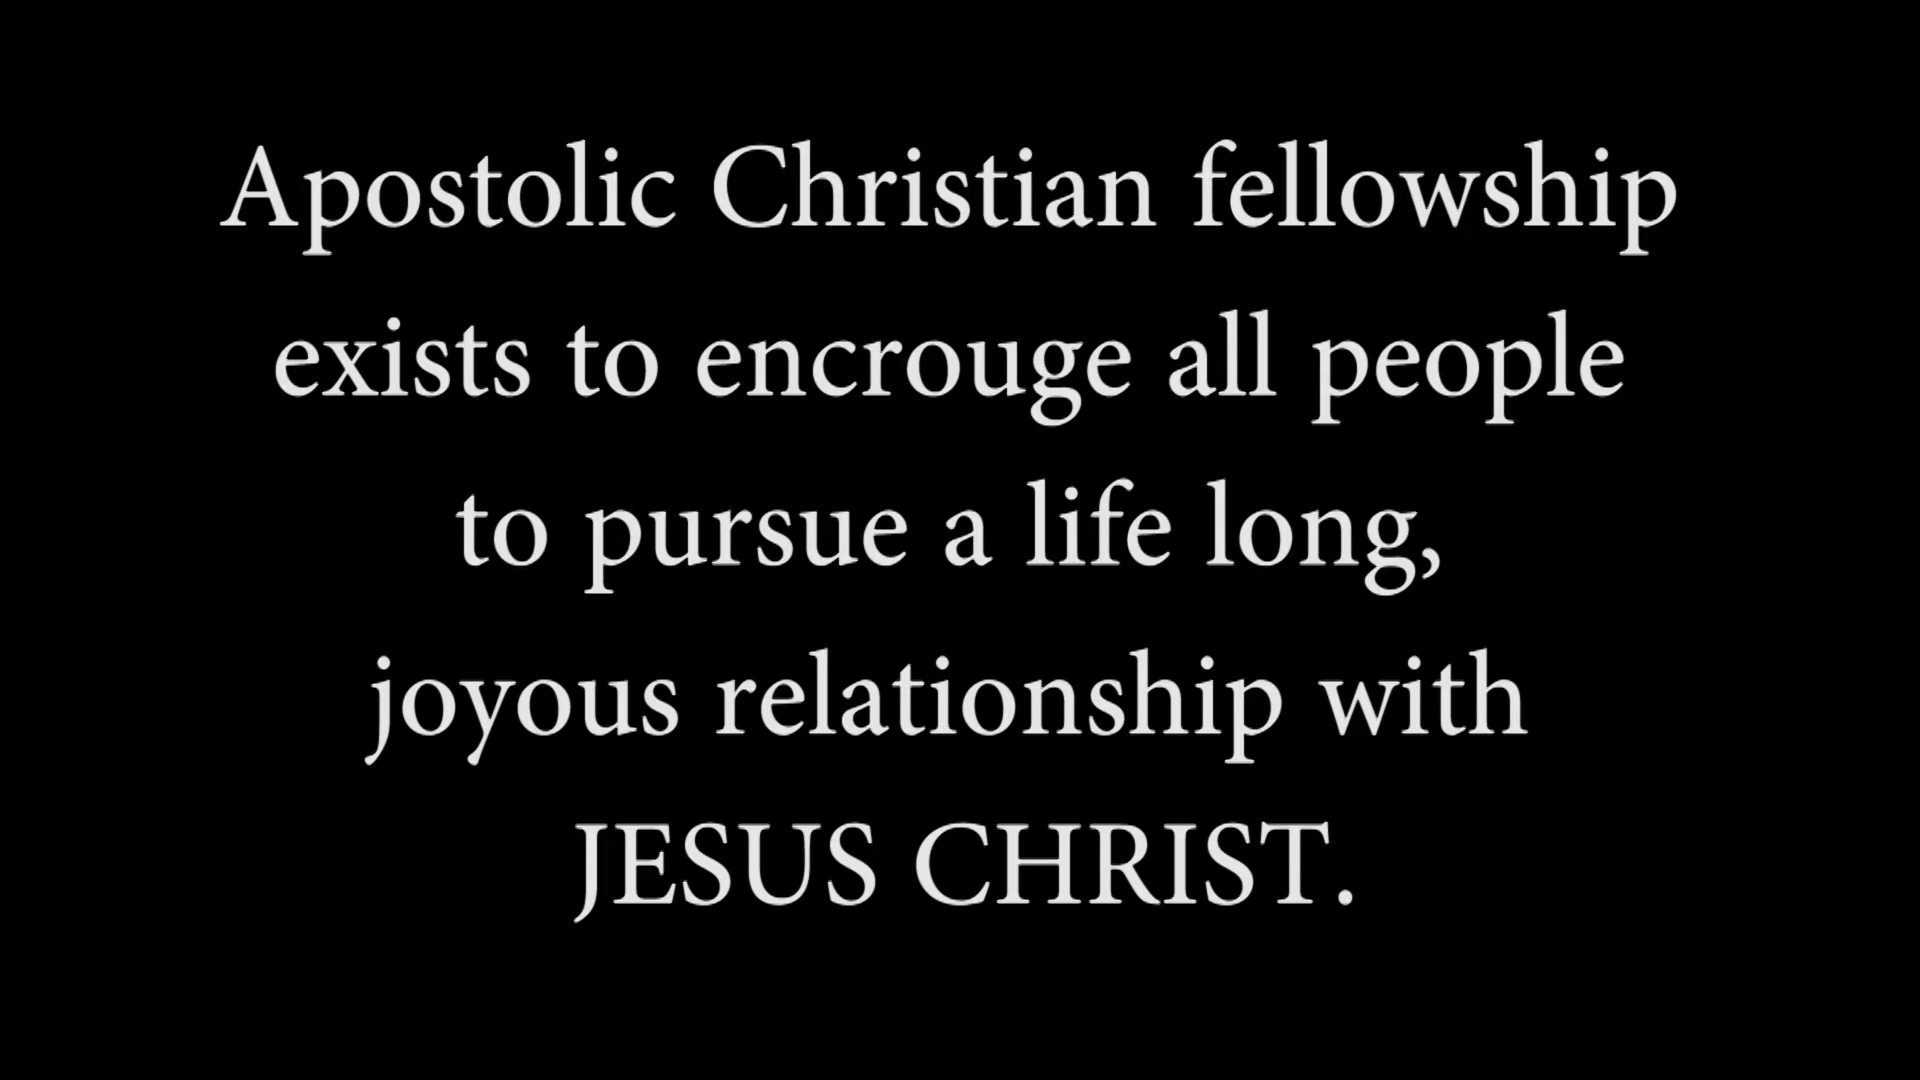 Apostolic Christian fellowship
exists to encrouge all people
to pursue a life long,
joyous relationship with
JESUS CHRIST.